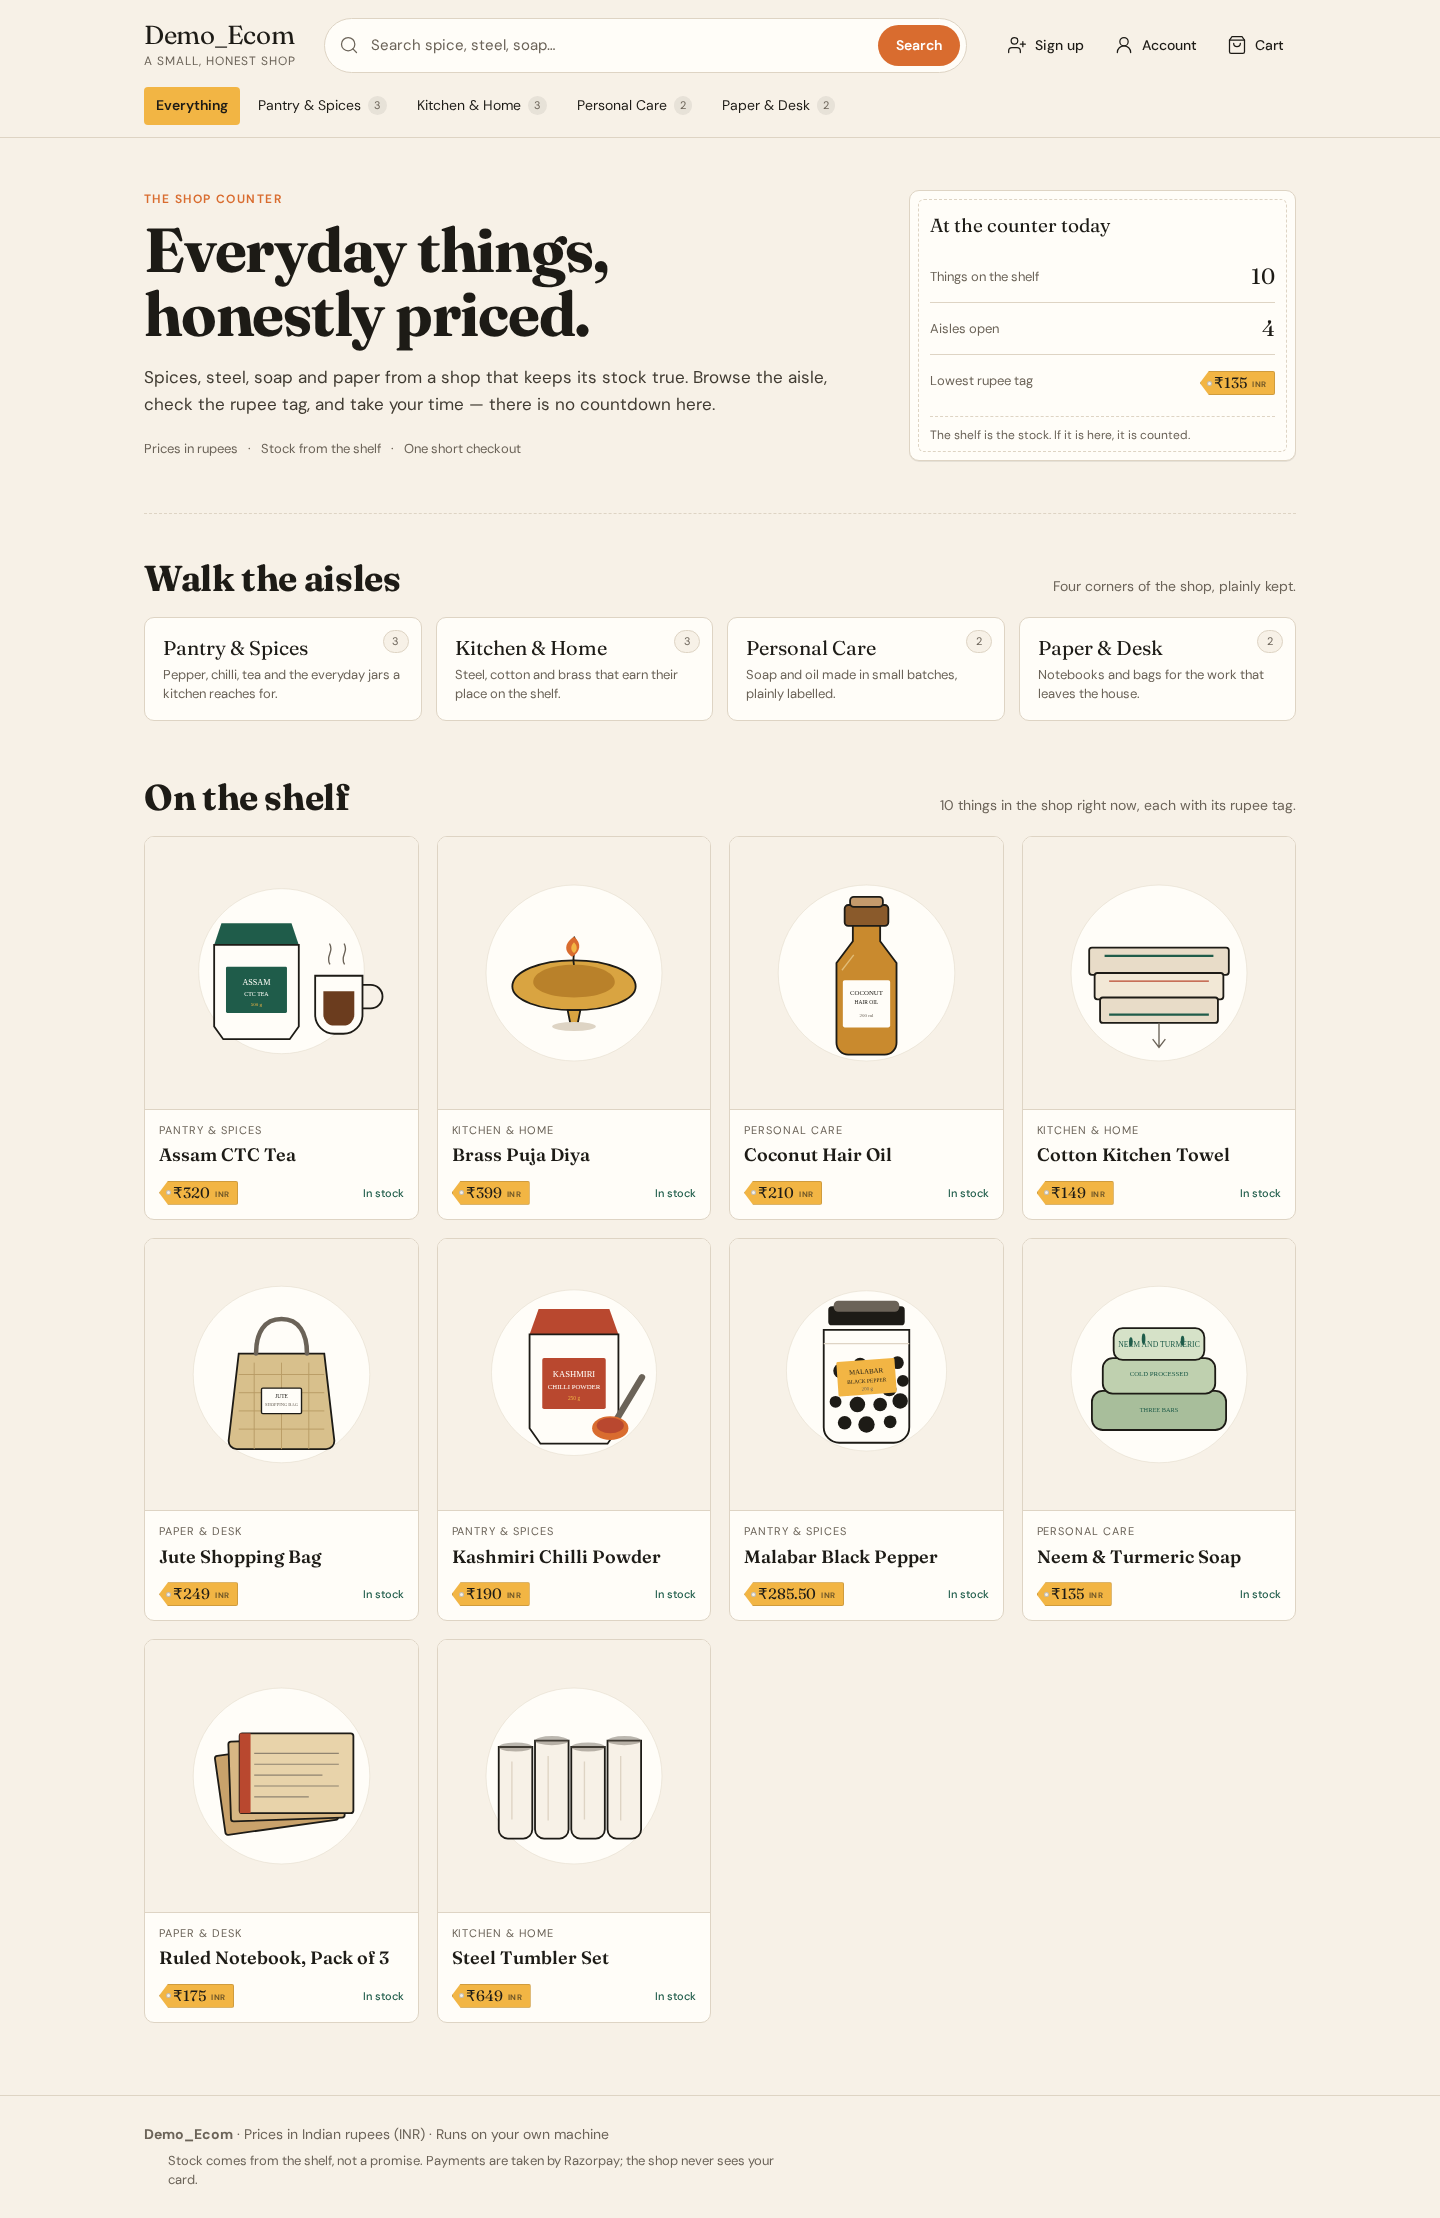 Demo_Ecom
A SMALL, HONEST SHOP
Search spice, steel, soap...
Search
Sign up
Account
Cart
Everything
Pantry & Spices 3
Kitchen & Home 3
Personal Care 2
Paper & Desk 2
THE SHOP COUNTER
Everyday things,
honestly priced.
Spices, steel, soap and paper from a shop that keeps its stock true. Browse the aisle,
check the rupee tag, and take your time — there is no countdown here.
Prices in rupees · Stock from the shelf · One short checkout
At the counter today
Things on the shelf 10
Aisles open 4
Lowest rupee tag ₹135 INR
The shelf is the stock. If it is here, it is counted.
Walk the aisles
Four corners of the shop, plainly kept.
Pantry & Spices 3
Pepper, chilli, tea and the everyday jars a
kitchen reaches for.
Kitchen & Home 3
Steel, cotton and brass that earn their
place on the shelf.
Personal Care 2
Soap and oil made in small batches,
plainly labelled.
Paper & Desk 2
Notebooks and bags for the work that
leaves the house.
On the shelf
10 things in the shop right now, each with its rupee tag.
ASSAM
CTC TEA
PANTRY & SPICES
Assam CTC Tea
₹320 INR In stock
KITCHEN & HOME
Brass Puja Diya
₹399 INR In stock
COCONUT
HAIR OIL
200 ml
PERSONAL CARE
Coconut Hair Oil
₹210 INR In stock
KITCHEN & HOME
Cotton Kitchen Towel
₹149 INR In stock
JUTE
SHOPPING BAG
PAPER & DESK
Jute Shopping Bag
₹249 INR In stock
KASHMIRI
CHILLI POWDER
250 g
PANTRY & SPICES
Kashmiri Chilli Powder
₹190 INR In stock
MALABAR
BLACK PEPPER
PANTRY & SPICES
Malabar Black Pepper
₹285.50 INR In stock
NEEM AND TURMERIC
COLD PROCESSED
THREE BARS
PERSONAL CARE
Neem & Turmeric Soap
₹135 INR In stock
PAPER & DESK
Ruled Notebook, Pack of 3
₹175 INR In stock
KITCHEN & HOME
Steel Tumbler Set
₹649 INR In stock
Demo_Ecom · Prices in Indian rupees (INR) · Runs on your own machine
Stock comes from the shelf, not a promise. Payments are taken by Razorpay; the shop never sees your
card.